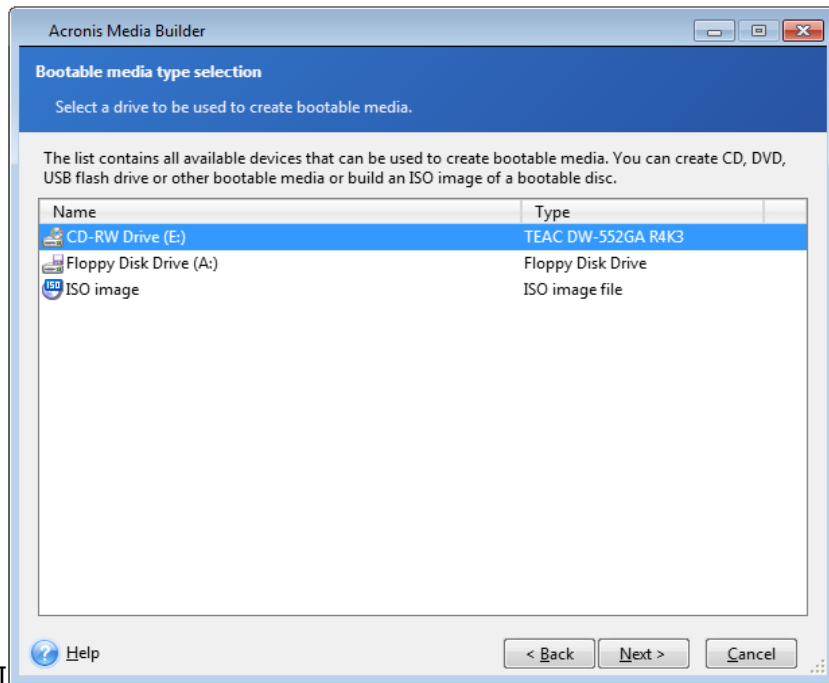 Acronis Media Builder
Bootable media type selection
Select a drive to be used to create bootable media.
The list contains all available devices that can be used to create bootable media. You can create CD, DVD,
USB flash drive or other bootable media or build an ISO image of a bootable disc.
Name Type
CD-RW Drive (E:) TEAC DW-552GA R4K3
Floppy Disk Drive (A:) Floppy Disk Drive
ISO ISO image ISO image file
? Help < Back Next > Cancel